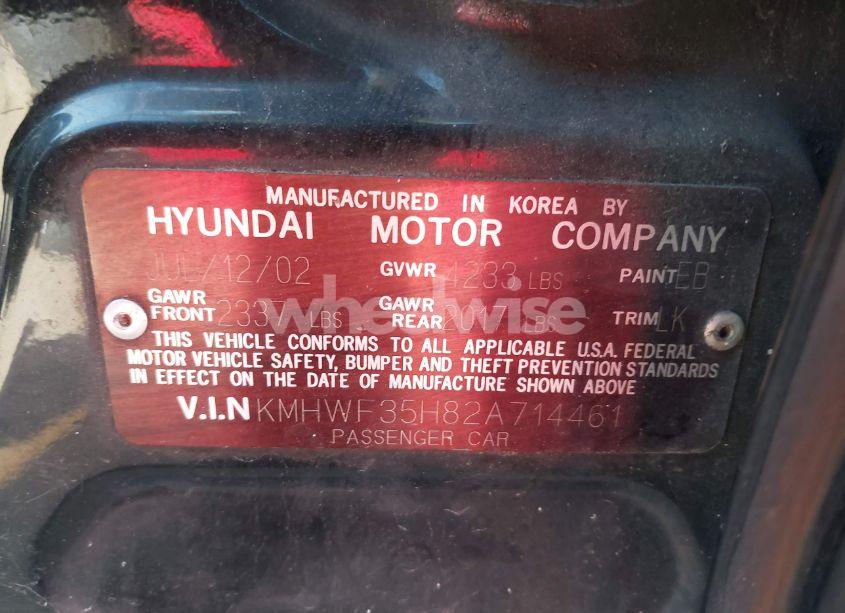 MANUFACTURED IN KOREA BY
HYUNDAI MOTOR COMPANY
JUL/12/02 GVWR 4233 LBS PAINT EB
GAWR FRONT LBS GAWR REAR 2017 LBS TRIM LK
THIS VEHICLE CONFORMS TO ALL APPLICABLE U.S.A. FEDERAL
MOTOR VEHICLE SAFETY, BUMPER AND THEFT PREVENTION STANDARDS
IN EFFECT ON THE DATE OF MANUFACTURE SHOWN ABOVE
V.I.N KMHWF35H82A714461
PASSENGER CAR
wheelwise